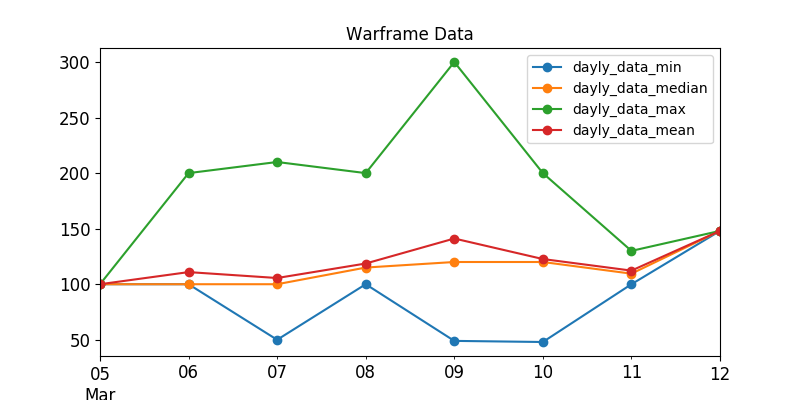 Warframe Data
dayly_data_min
dayly_data_median
dayly_data_max
dayly_data_mean
300
250
200
150
100
50
05 06 07 08 09 10 11 12
Mar